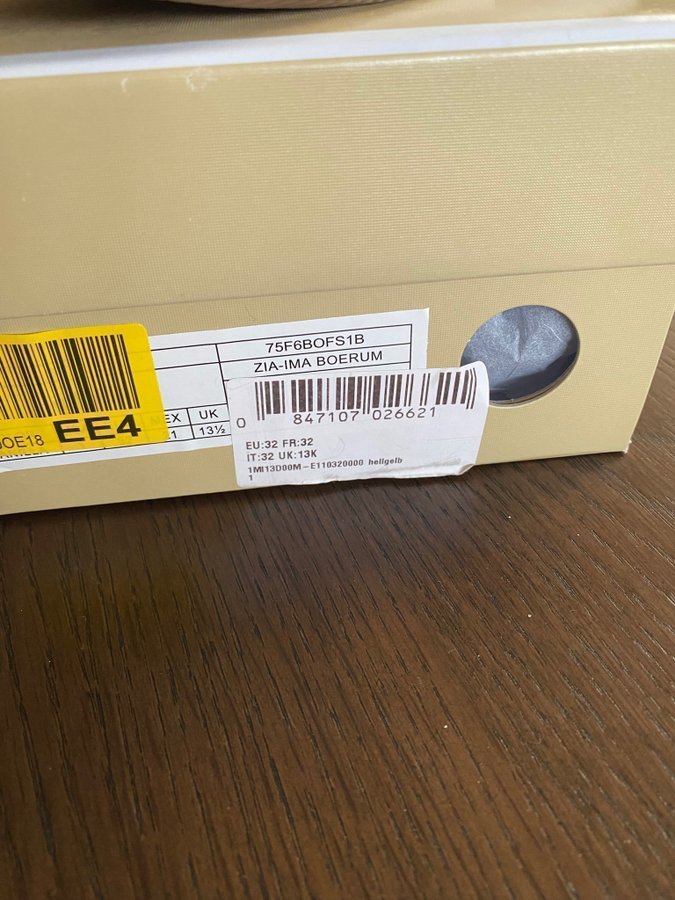 75F6BOFS1B
ZIA-IMA BOERUM
EX UK
1 13½
OE18 EE4
0 847107 026621
EU:32 FR:32
IT:32 UK:13K
1MI13D00M-E110320000 hellgelb
1